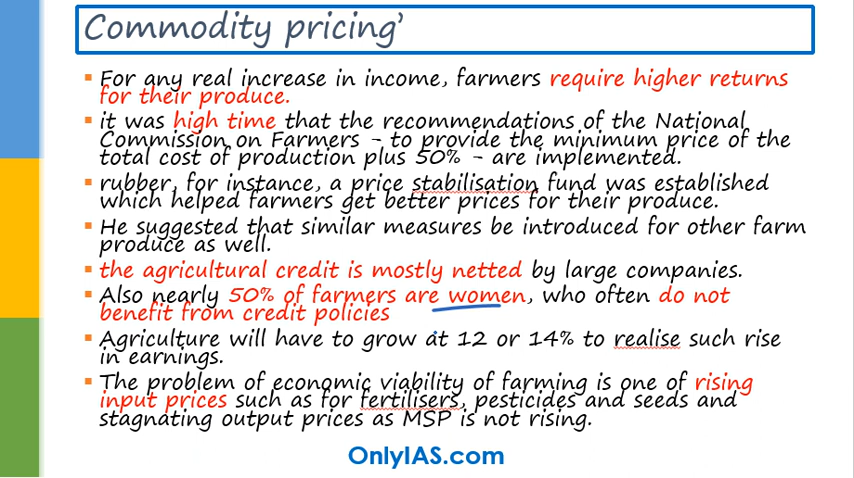 Commodity pricing’
▪ For any real increase in income, farmers require higher returns
for their produce.
▪ it was high time that the recommendations of the National
Commission on Farmers – to provide the minimum price of the
total cost of production plus 50% – are implemented.
▪ rubber, for instance, a price stabilisation fund was established
which helped farmers get better prices for their produce.
▪ He suggested that similar measures be introduced for other farm
produce as well.
▪ the agricultural credit is mostly netted by large companies.
▪ Also nearly 50% of farmers are women, who often do not
benefit from credit policies
▪ Agriculture will have to grow at 12 or 14% to realise such rise
in earnings.
▪ The problem of economic viability of farming is one of rising
input prices such as for fertilisers, pesticides and seeds and
stagnating output prices as MSP is not rising.
OnlyIAS.com